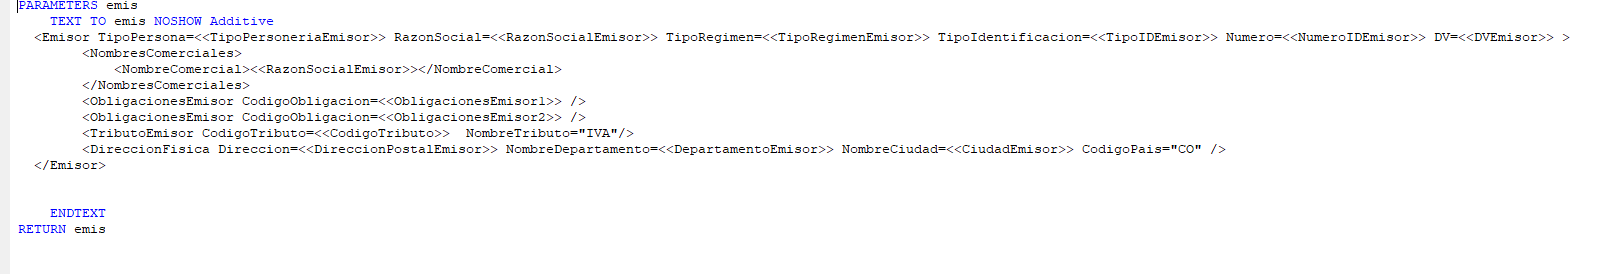 PARAMETERS emis
TEXT TO emis NOSHOW Additive
<Emisor TipoPersona=<<TipoPersoneriaEmisor>> RazonSocial=<<RazonSocialEmisor>> TipoRegimen=<<TipoRegimenEmisor>> TipoIdentificacion=<<TipoIDEmisor>> Numero=<<NumeroIDEmisor>> DV=<<DVEmisor>> >
<NombresComerciales>
<NombreComercial><<RazonSocialEmisor>></NombreComercial>
</NombresComerciales>
<ObligacionesEmisor CodigoObligacion=<<ObligacionesEmisor1>> />
<ObligacionesEmisor CodigoObligacion=<<ObligacionesEmisor2>> />
<TributoEmisor CodigoTributo=<<CodigoTributo>>  NombreTributo="IVA"/>
<DireccionFisica Direccion=<<DireccionPostalEmisor>> NombreDepartamento=<<DepartamentoEmisor>> NombreCiudad=<<CiudadEmisor>> CodigoPais="CO" />
</Emisor>
ENDTEXT
RETURN emis